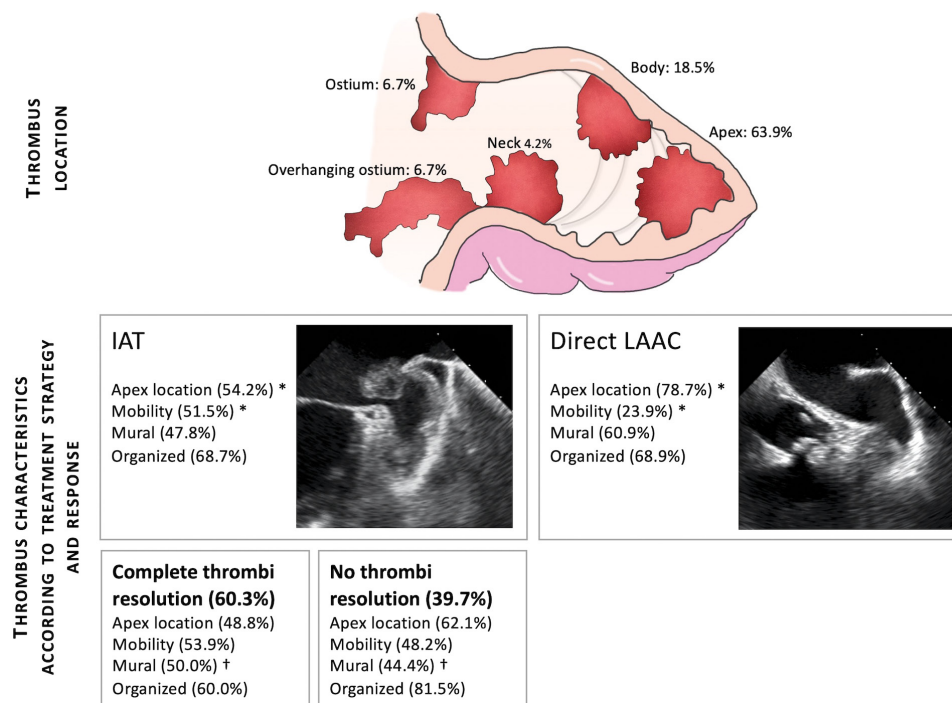 THROMBUS
LOCATION
Ostium: 6.7%
Body: 18.5%
Apex: 63.9%
Neck 4.2%
Overhanging ostium: 6.7%
THROMBUS CHARACTERISTICS
ACCORDING TO TREATMENT STRATEGY
AND RESPONSE
IAT
Apex location (54.2%) *
Mobility (51.5%) *
Mural (47.8%)
Organized (68.7%)
Direct LAAC
Apex location (78.7%) *
Mobility (23.9%) *
Mural (60.9%)
Organized (68.9%)
Complete thrombi
resolution (60.3%)
Apex location (48.8%)
Mobility (53.9%)
Mural (50.0%) †
Organized (60.0%)
No thrombi
resolution (39.7%)
Apex location (62.1%)
Mobility (48.2%)
Mural (44.4%) †
Organized (81.5%)